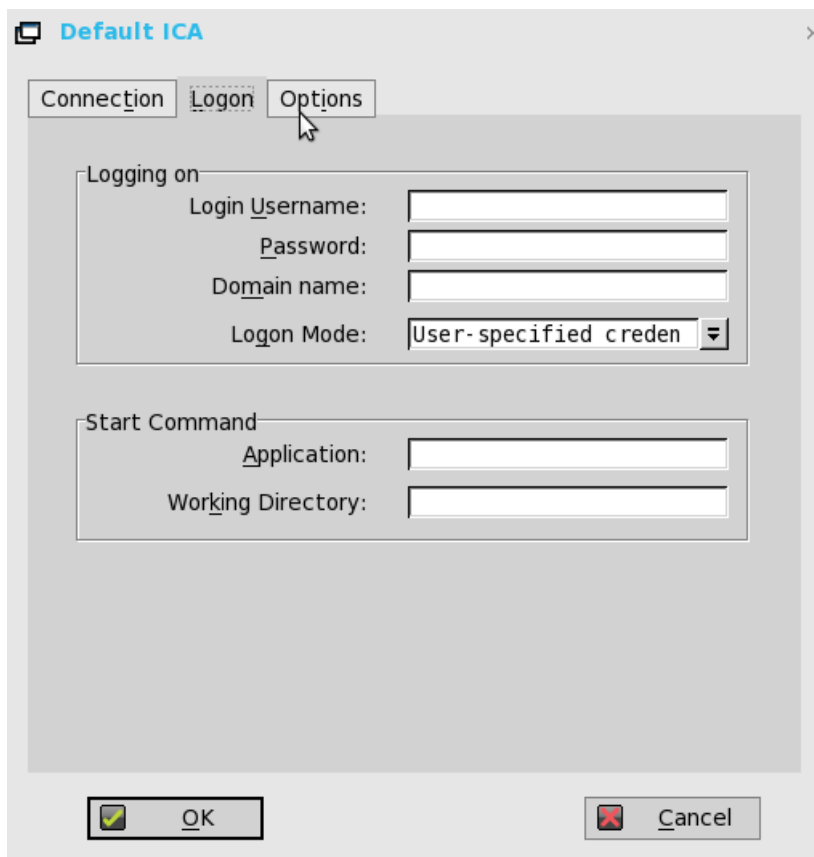 Default ICA
Connection Logon Options
Logging on
Login Username:
Password:
Domain name:
Logon Mode: User-specified creden
Start Command
Application:
Working Directory:
OK Cancel